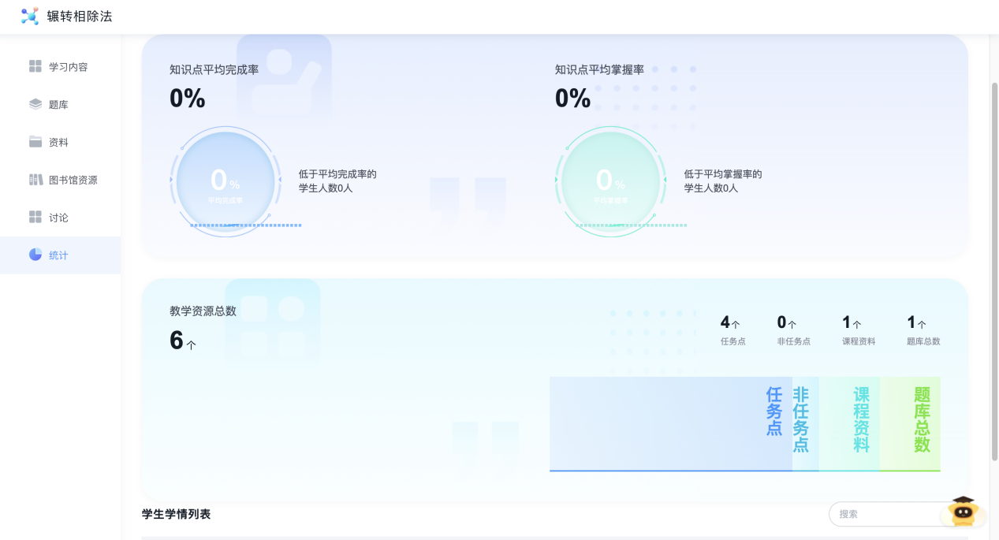 辗转相除法
学习内容
题库
资料
图书馆资源
讨论
统计
知识点平均完成率
0%
0%
平均完成率
低于平均完成率的
学生人数0人
知识点平均掌握率
0%
0%
平均掌握率
低于平均掌握率的
学生人数0人
教学资源总数
6个
4个
任务点
0个
非任务点
1个
课程资料
1个
题库总数
任务点
非任务点
课程资料
题库总数
学生学情列表
搜索